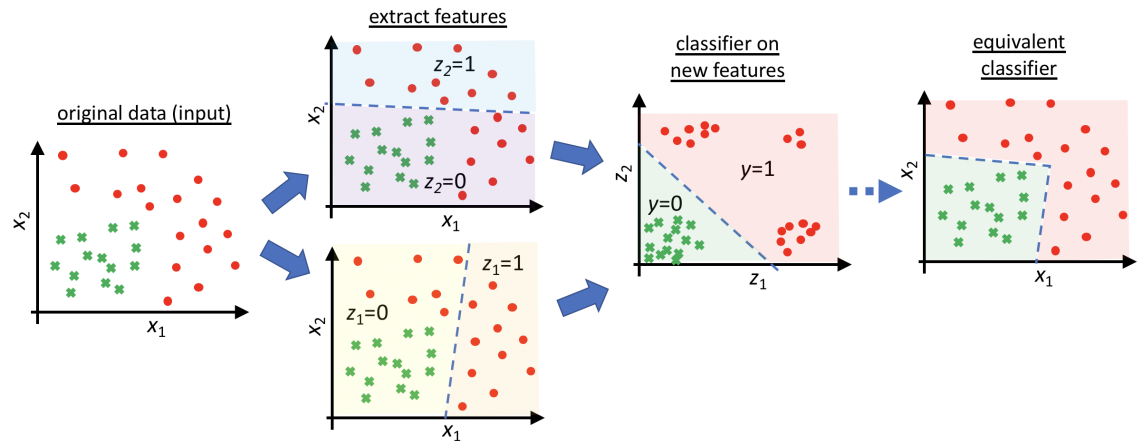 extract features
classifier on
new features
equivalent
classifier
original data (input)
x2
x1
x2
z2=1
z2=0
x1
x2
z1=0
z1=1
x1
z2
y=1
y=0
z1
x2
x1